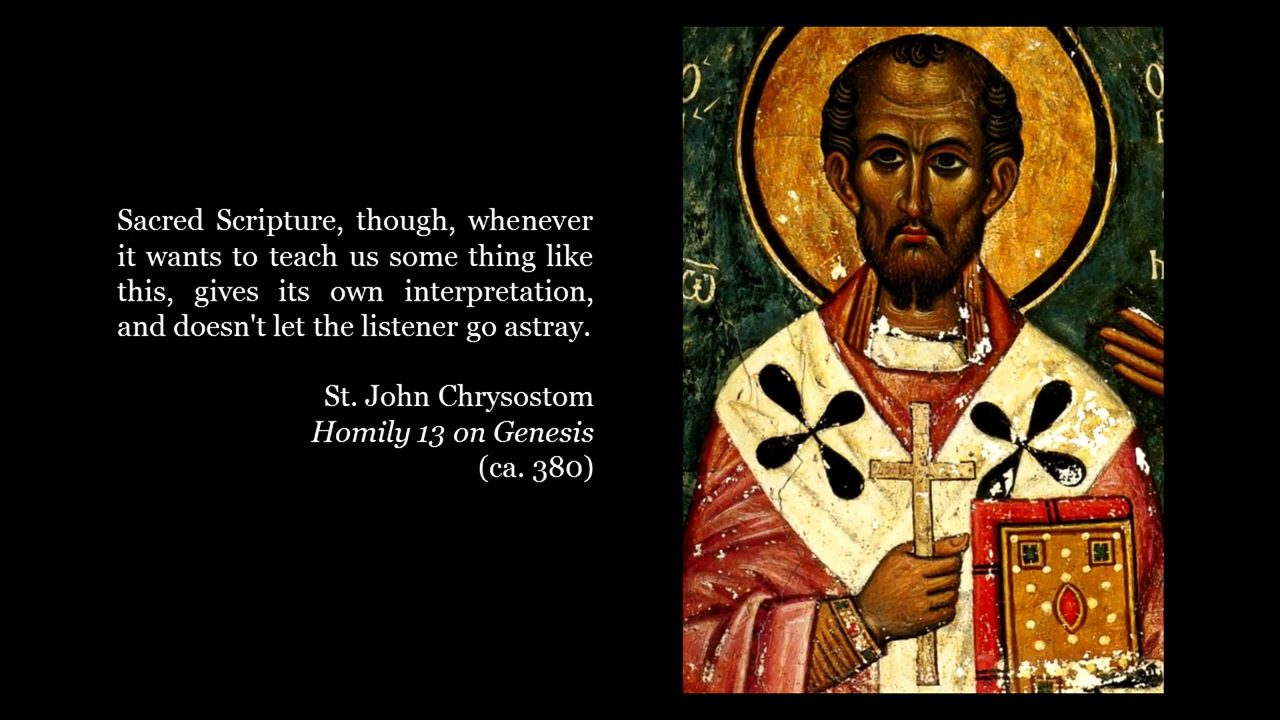 Sacred Scripture, though, whenever
it wants to teach us some thing like
this, gives its own interpretation,
and doesn't let the listener go astray.
St. John Chrysostom
Homily 13 on Genesis
(ca. 380)